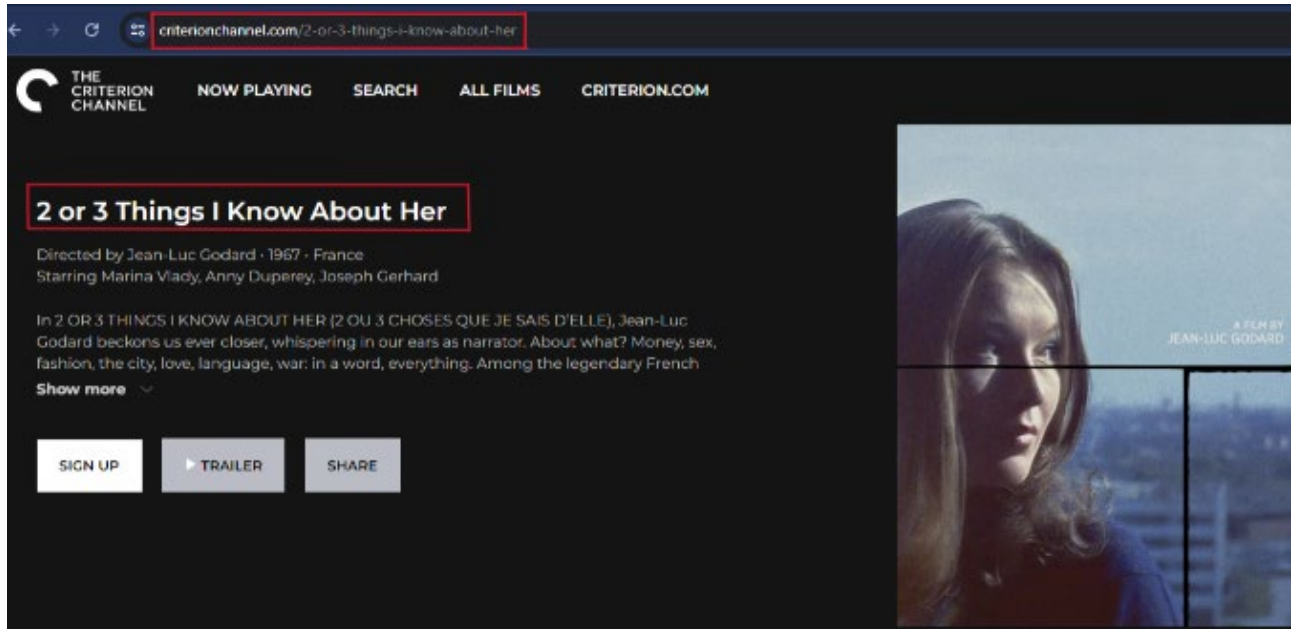 criterionchannel.com/2-or-3-things-i-know-about-her
THE
CRITERION
CHANNEL
NOW PLAYING
SEARCH
ALL FILMS
CRITERION.COM
2 or 3 Things I Know About Her
Directed by Jean-Luc Godard · 1967 · France
Starring Marina Vlady, Anny Duperey, Joseph Gerhard
In 2 OR 3 THINGS I KNOW ABOUT HER (2 OU 3 CHOSES QUE JE SAIS D'ELLE), Jean-Luc
Godard beckons us ever closer, whispering in our ears as narrator. About what? Money, sex,
fashion, the city, love, language, war: in a word, everything. Among the legendary French
Show more
SIGN UP
TRAILER
SHARE
A FILM BY
JEAN-LUC GODARD